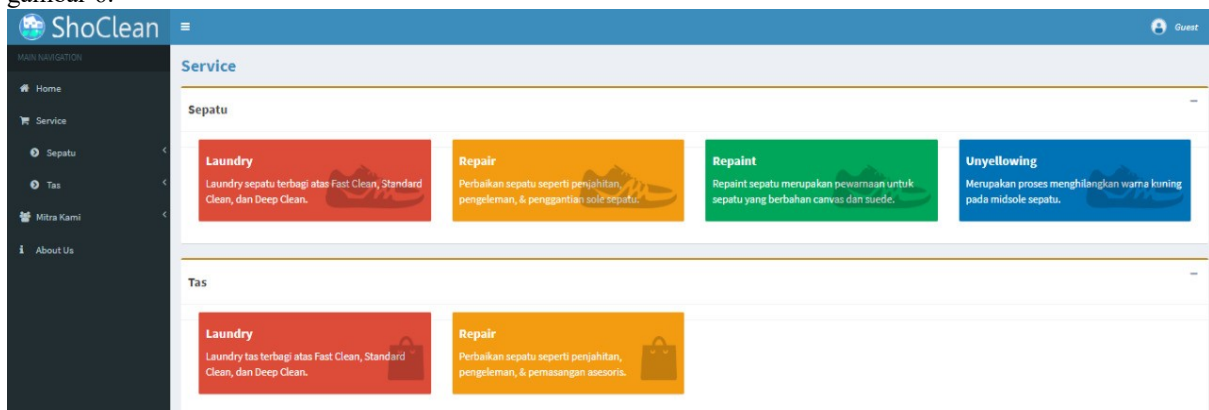 gambar 6.
ShoClean
Guest
MAIN NAVIGATION
Home
Service
Sepatu
Tas
Mitra Kami
About Us
Service
Sepatu
Laundry
Laundry sepatu terbagi atas Fast Clean, Standard
Clean, dan Deep Clean.
Repair
Perbaikan sepatu seperti penjahitan,
pengeleman, & penggantian sole sepatu.
Repaint
Repaint sepatu merupakan pewarnaan untuk
sepatu yang berbahan canvas dan suede.
Unyellowing
Merupakan proses menghilangkan warna kuning
pada midsole sepatu.
Tas
Laundry
Laundry tas terbagi atas Fast Clean, Standard
Clean, dan Deep Clean.
Repair
Perbaikan sepatu seperti penjahitan,
pengeleman, & pemasangan asesoris.